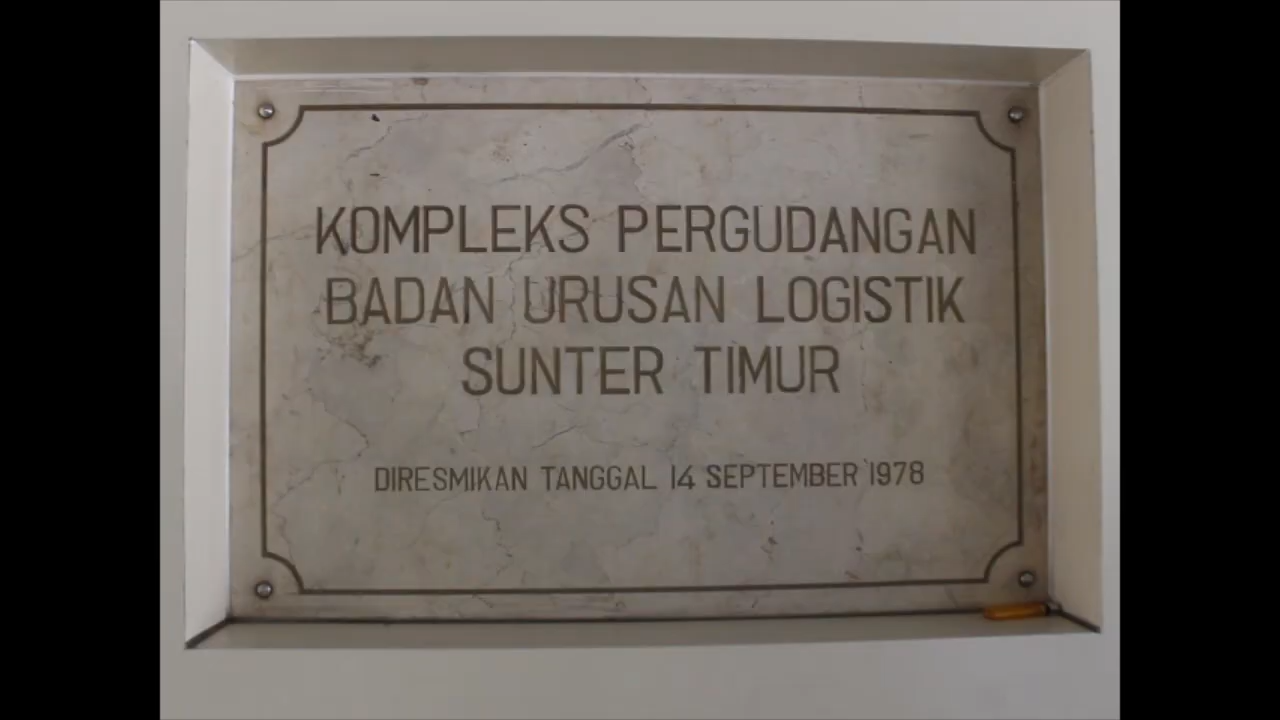 KOMPLEKS PERGUDANGAN
BADAN URUSAN LOGISTIK
SUNTER TIMUR
DIRESMIKAN TANGGAL 14 SEPTEMBER 1978